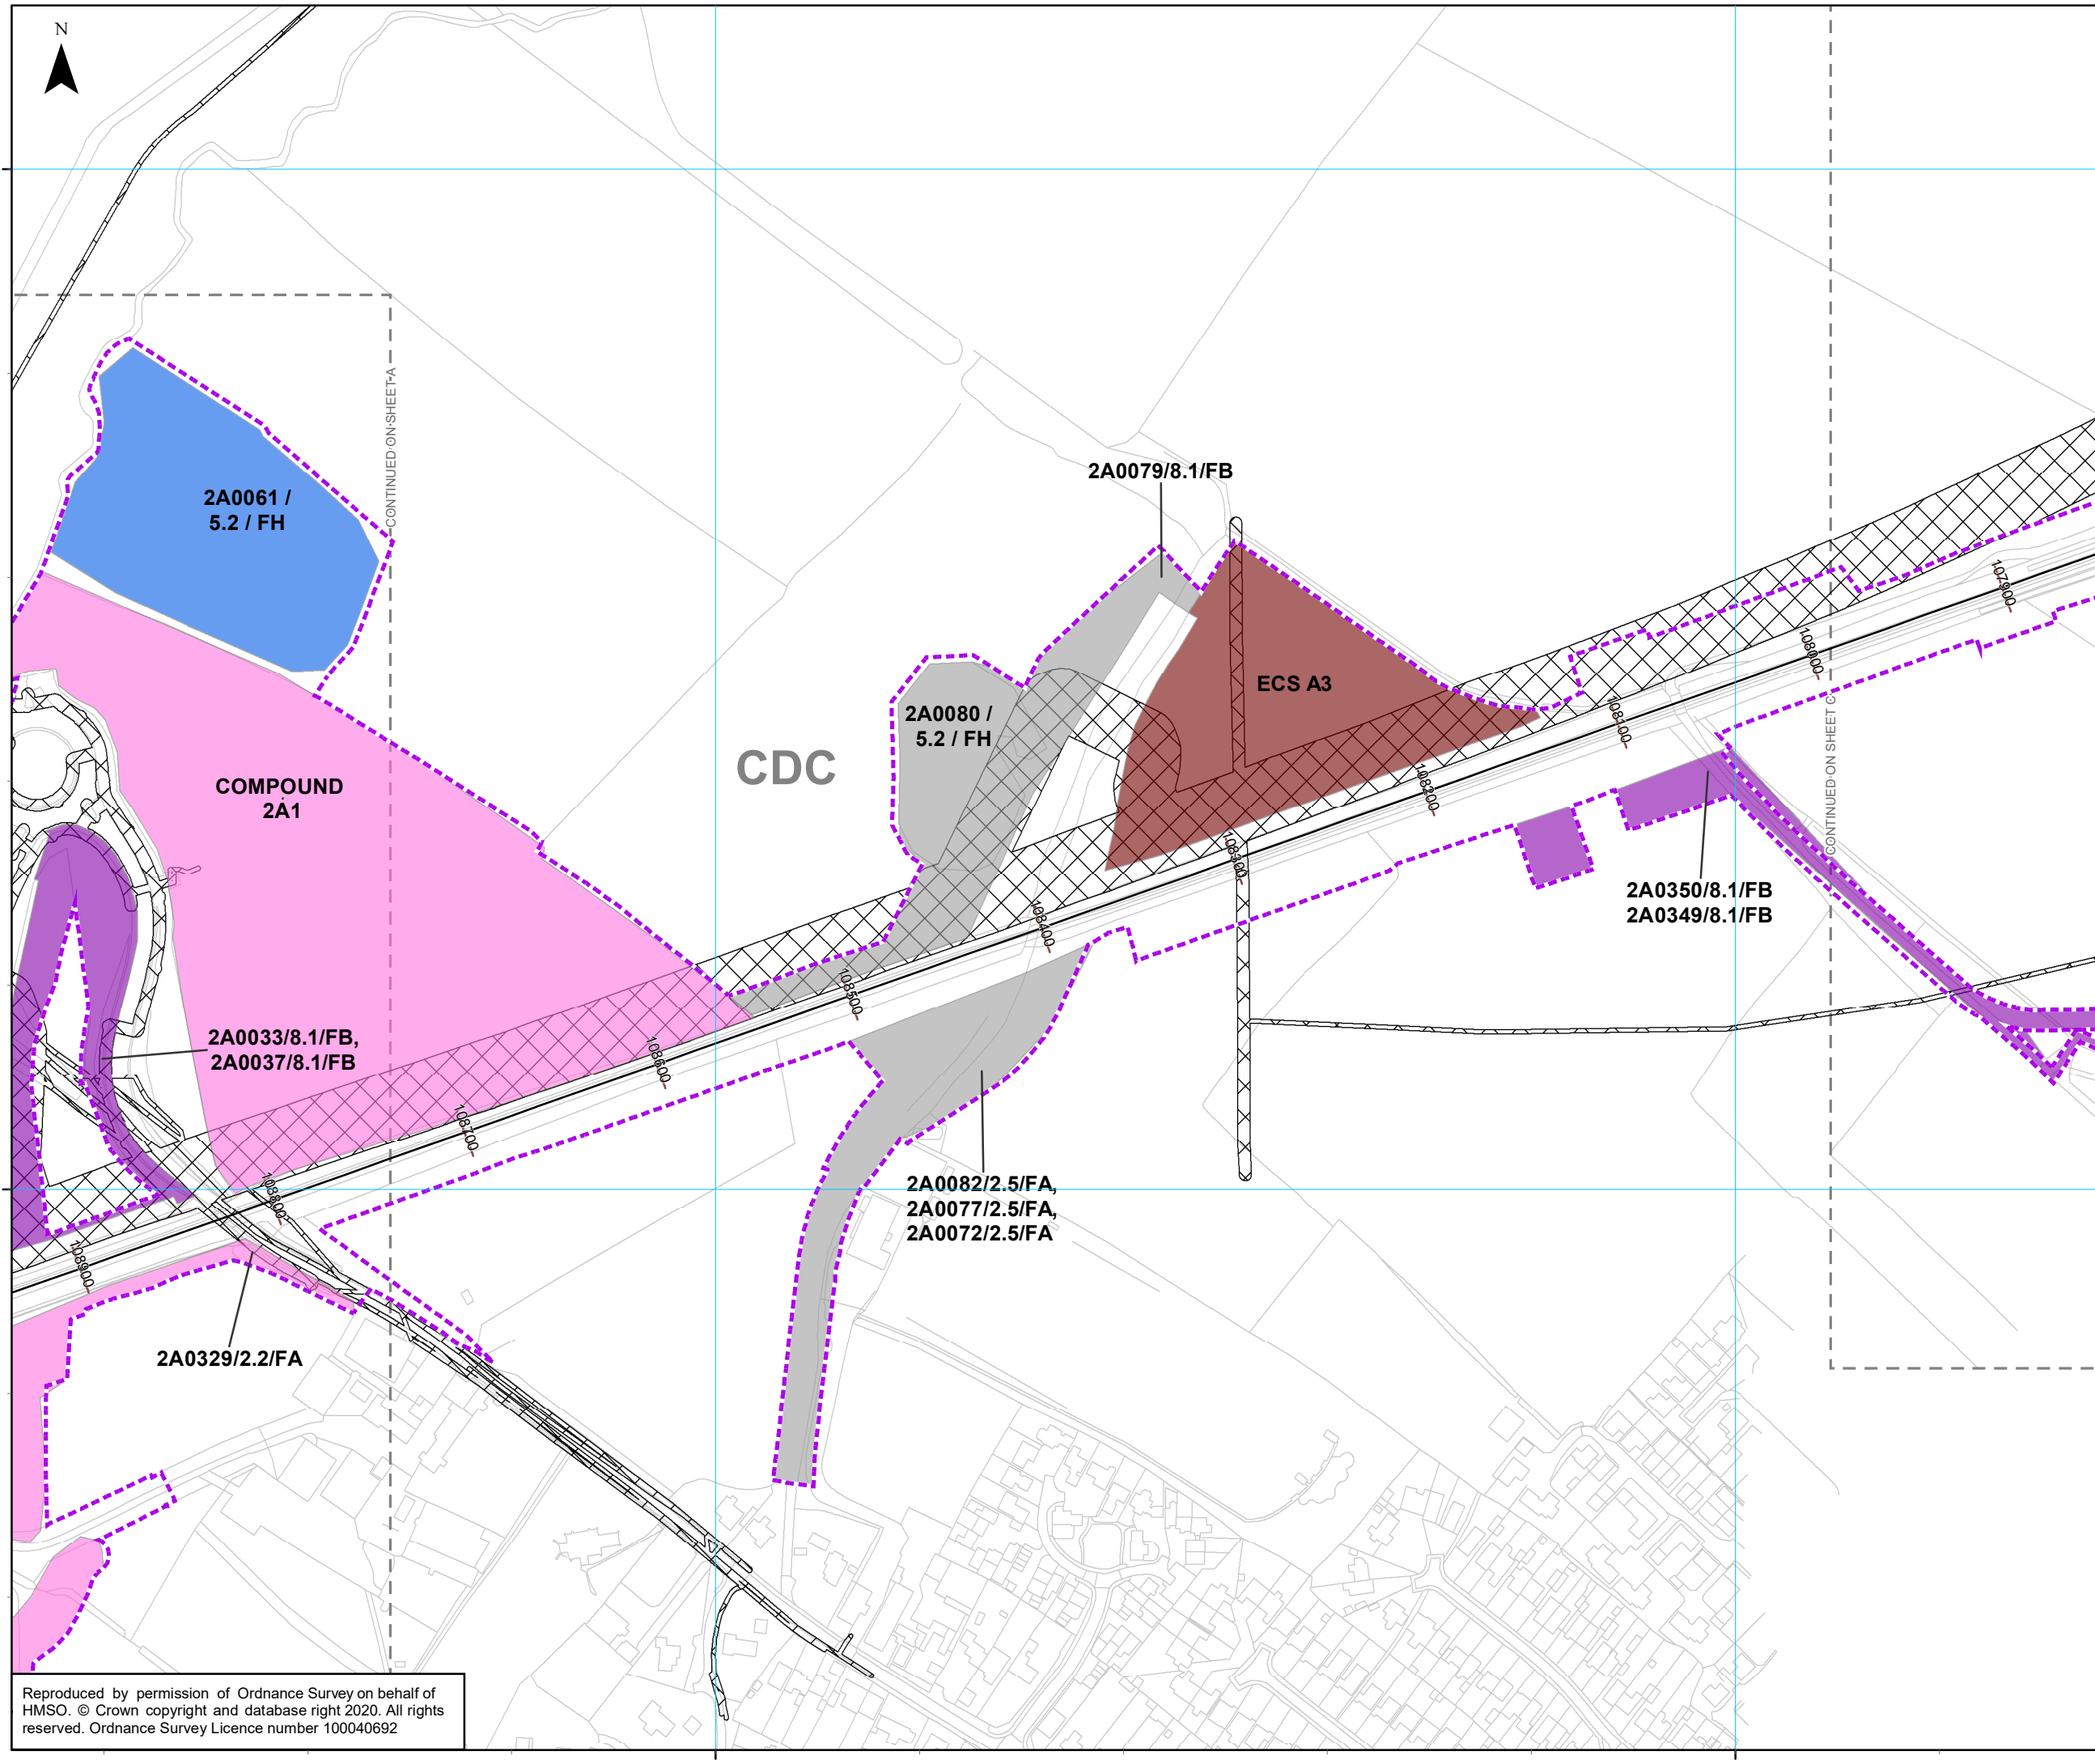 N
CONTINUED ON SHEET A
2A0079/8.1/FB
2A0061 /
5.2 / FH
107900
108000
ECS A3
2A0080 /
5.2 / FH
108100
CONTINUED ON SHEET C
CDC
COMPOUND
2A1
108200
108300
2A0350/8.1/FB
2A0349/8.1/FB
108400
108500
2A0033/8.1/FB,
2A0037/8.1/FB
108600
108700
2A0082/2.5/FA,
2A0077/2.5/FA,
2A0072/2.5/FA
108800
108900
2A0329/2.2/FA
Reproduced by permission of Ordnance Survey on behalf of
HMSO. © Crown copyright and database right 2020. All rights
reserved. Ordnance Survey Licence number 100040692